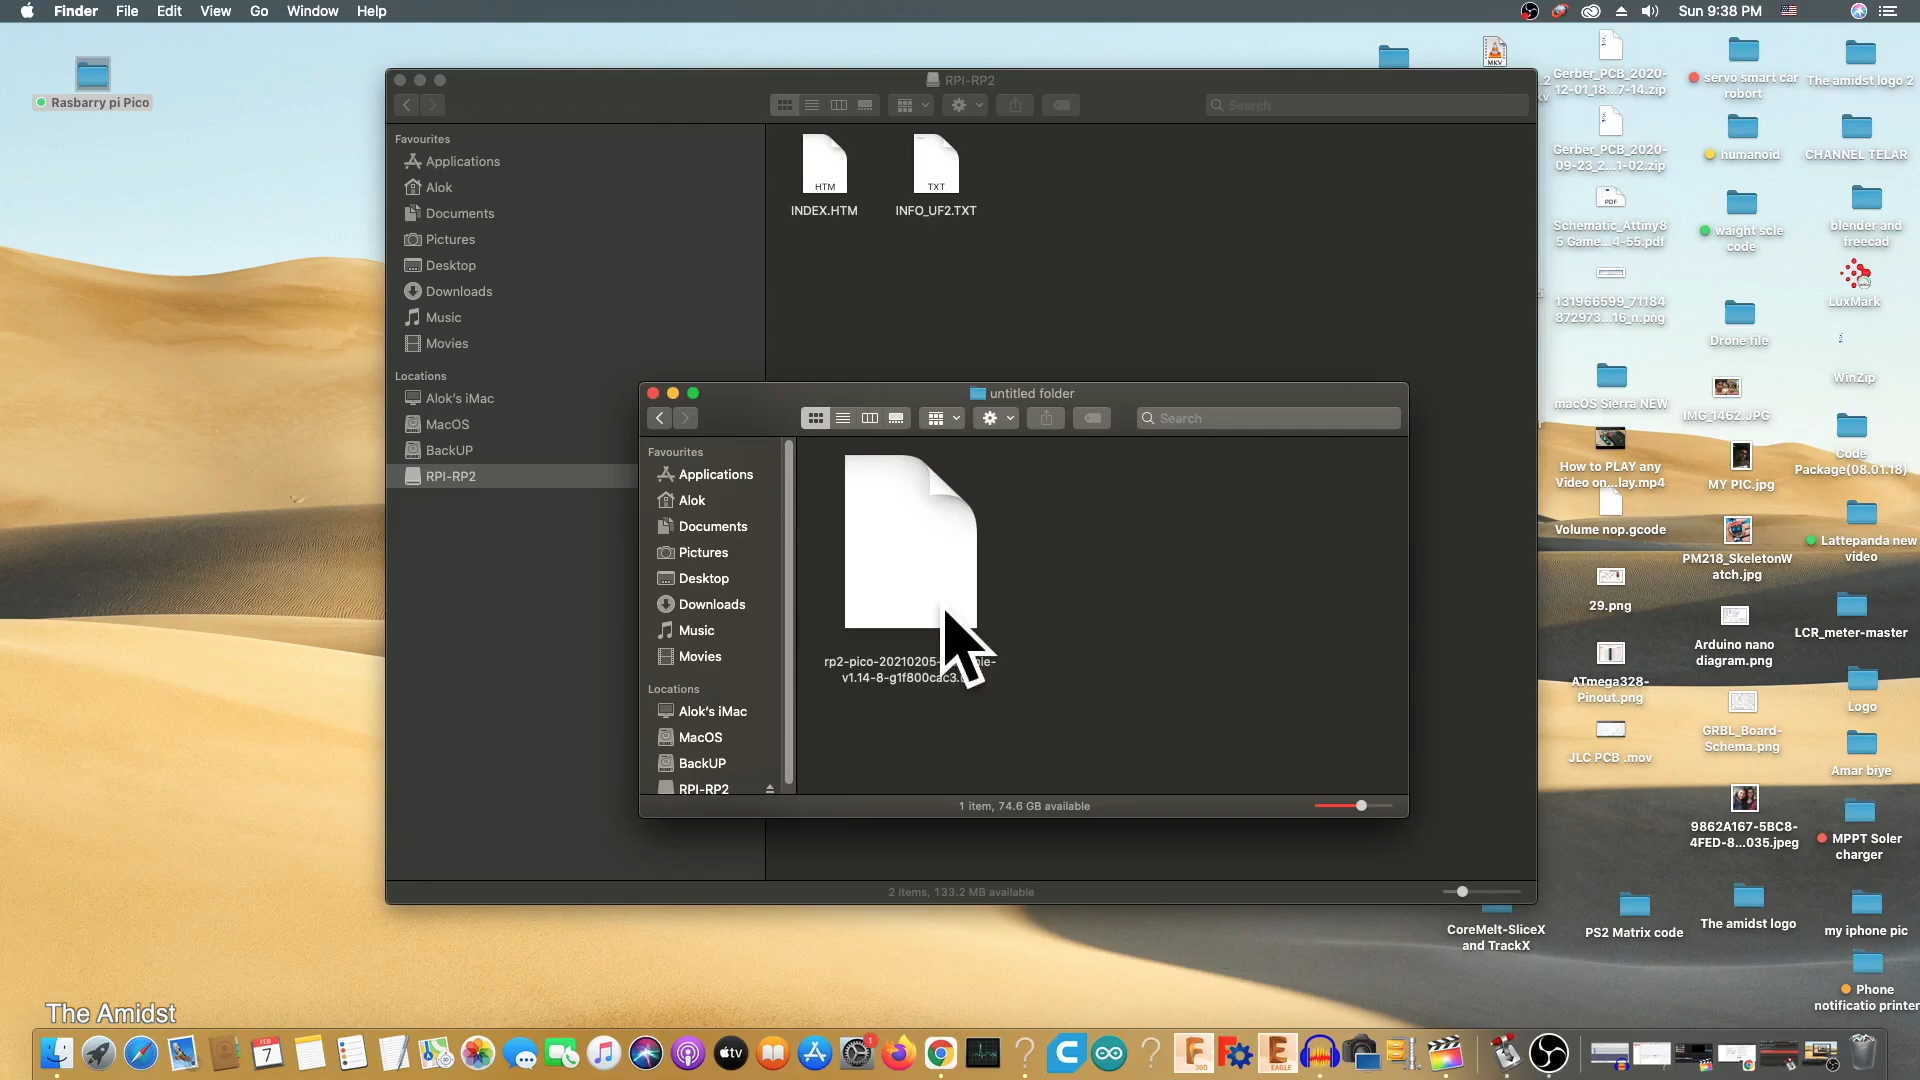 Finder File Edit View Go Window Help
Sun 9:38 PM
Rasbarry pi Pico
RPI-RP2
Search
Favourites
Applications
Alok
Documents
Pictures
Desktop
Downloads
Music
Movies
Locations
Alok's iMac
MacOS
BackUP
RPI-RP2
HTM
INDEX.HTM
TXT
INFO_UF2.TXT
2 items, 133.2 MB available
untitled folder
Search
Favourites
Applications
Alok
Documents
Pictures
Desktop
Downloads
Music
Movies
Locations
Alok's iMac
MacOS
BackUP
RPI-RP2
rp2-pico-20210205-
v1.14-8-g1f800cac3.
1 item, 74.6 GB available
MKV
Gerber_PCB_2020-
12-01_18...7-14.zip
Gerber_PCB_2020-
09-23_2...1-02.zip
PDF
Schematic_Attiny8
5 Game...4-55.pdf
131966599_71184
872973...16_n.png
macOS Sierra NEW
How to PLAY any
Video on...lay.mp4
Volume nop.gcode
29.png
ATmega328-
Pinout.png
JLC PCB .mov
CoreMelt-SliceX
and TrackX
PS2 Matrix code
servo smart car
robort
humanoid
waight scle
code
Drone file
IMG_1462.JPG
MY PIC.jpg
PM218_SkeletonW
atch.jpg
Arduino nano
diagram.png
GRBL_Board-
Schema.png
9862A167-5BC8-
4FED-8...035.jpeg
The amidst logo
The amidst logo 2
CHANNEL TELAR
blender and
freecad
LuxMark
WinZip
Code
Package(08.01.18)
Lattepanda new
video
LCR_meter-master
Logo
Amar biye
MPPT Soler
charger
my iphone pic
Phone
notificatio printer
The Amidst
FEB
7
tv
1
F
360
E
EAGLE